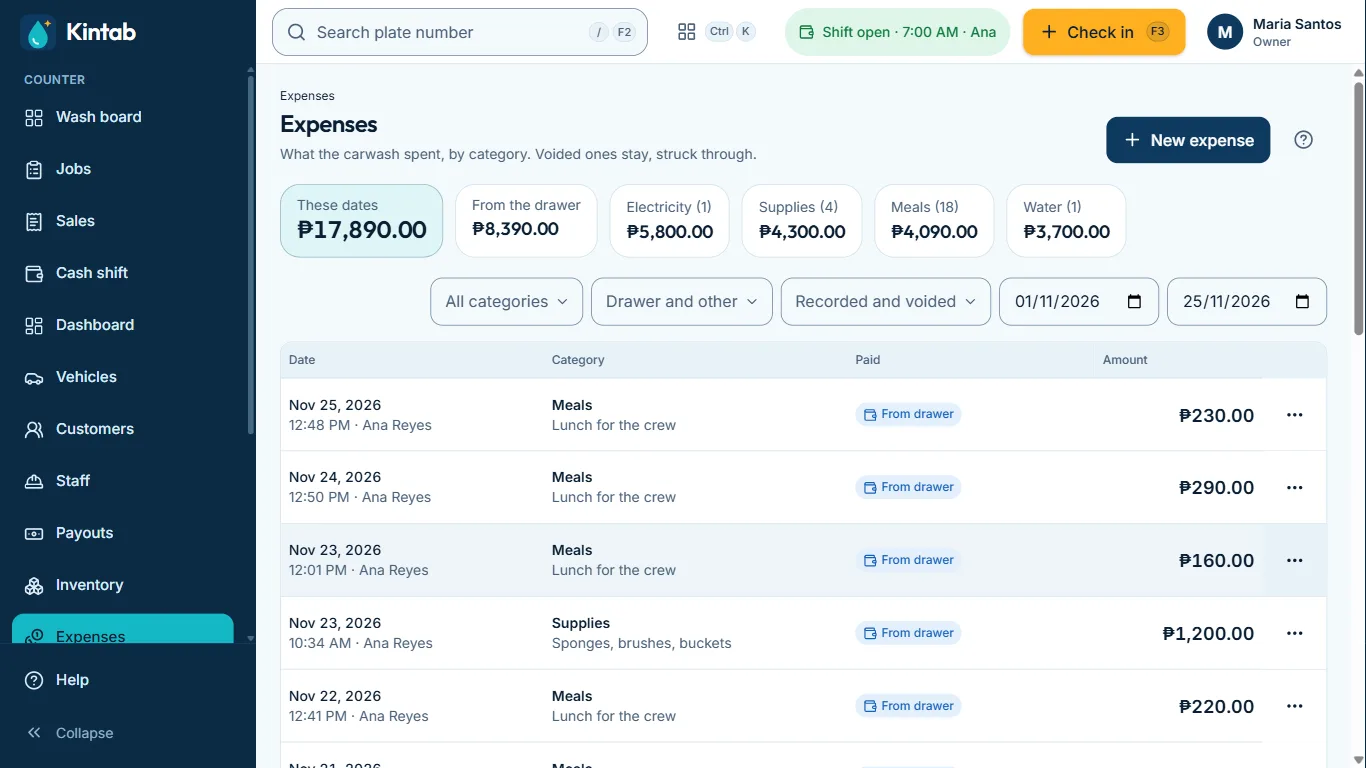 Kintab
Search plate number / F2
Ctrl K
Shift open · 7:00 AM · Ana
Check in F3
M
Maria Santos
Owner
COUNTER
Wash board
Jobs
Sales
Cash shift
Dashboard
Vehicles
Customers
Staff
Payouts
Inventory
Expenses
Help
Collapse
Expenses
Expenses
What the carwash spent, by category. Voided ones stay, struck through.
New expense
These dates
₱17,890.00
From the drawer
₱8,390.00
Electricity (1)
₱5,800.00
Supplies (4)
₱4,300.00
Meals (18)
₱4,090.00
Water (1)
₱3,700.00
All categories
Drawer and other
Recorded and voided
01/11/2026
25/11/2026
Date Category Paid Amount
Nov 25, 2026 Meals
12:48 PM · Ana Reyes Lunch for the crew From drawer ₱230.00
Nov 24, 2026 Meals
12:50 PM · Ana Reyes Lunch for the crew From drawer ₱290.00
Nov 23, 2026 Meals
12:01 PM · Ana Reyes Lunch for the crew From drawer ₱160.00
Nov 23, 2026 Supplies
10:34 AM · Ana Reyes Sponges, brushes, buckets From drawer ₱1,200.00
Nov 22, 2026 Meals
12:41 PM · Ana Reyes Lunch for the crew From drawer ₱220.00
Nov 21, 2026 Meals